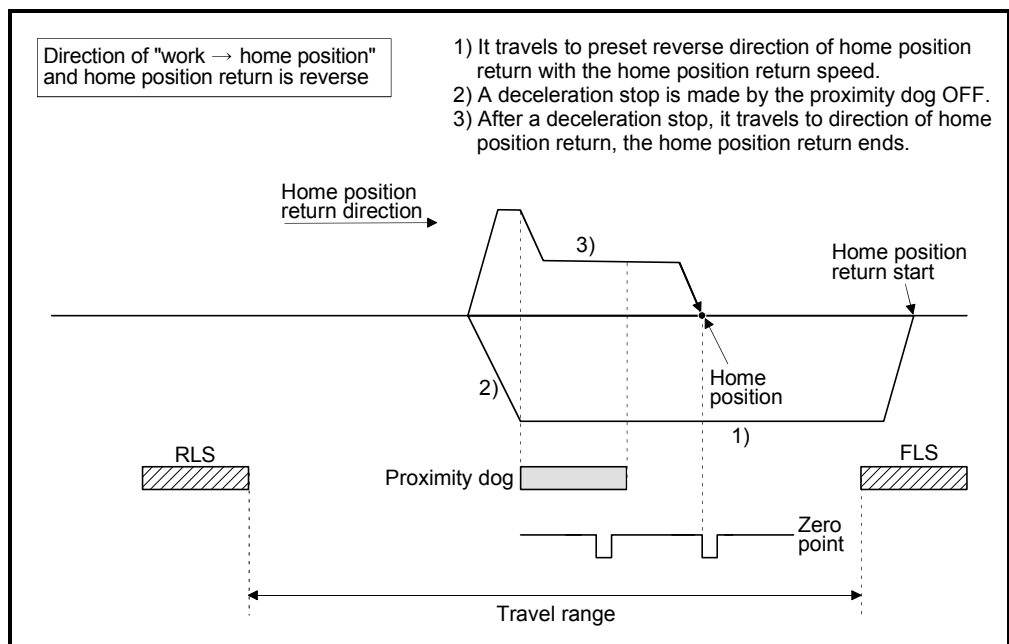 Direction of "work → home position"
and home position return is reverse
1) It travels to preset reverse direction of home position
return with the home position return speed.
2) A deceleration stop is made by the proximity dog OFF.
3) After a deceleration stop, it travels to direction of home
position return, the home position return ends.
Home position
return direction
3)
Home position
return start
2)
Home
position
1)
RLS
FLS
Proximity dog
Zero
point
Travel range